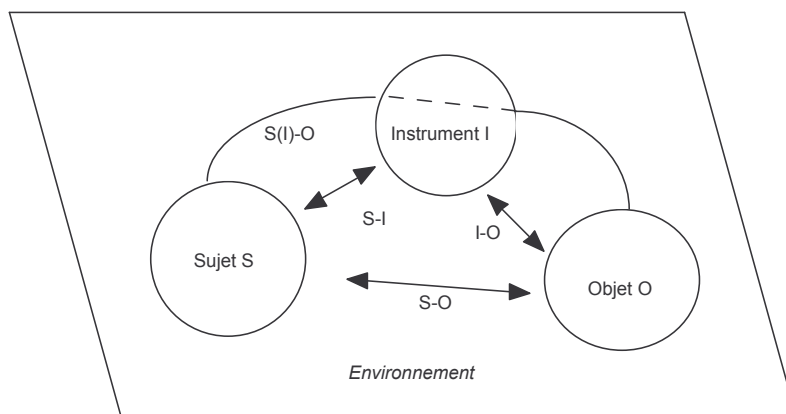 S(I)-O
Instrument I
S-I
I-O
Sujet S
Objet O
S-O
Environnement